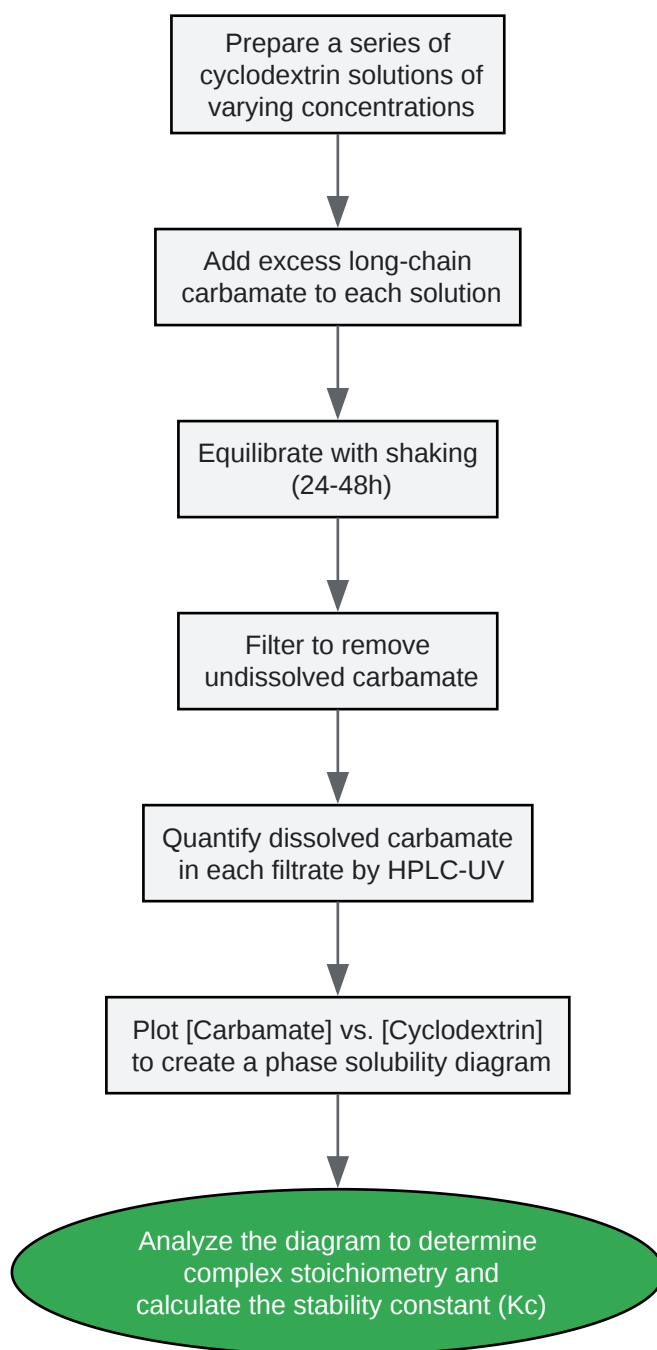 Prepare a series of
cyclodextrin solutions of
varying concentrations
Add excess long-chain
carbamate to each solution
Equilibrate with shaking
(24-48h)
Filter to remove
undissolved carbamate
Quantify dissolved carbamate
in each filtrate by HPLC-UV
Plot [Carbamate] vs. [Cyclodextrin]
to create a phase solubility diagram
Analyze the diagram to determine
complex stoichiometry and
calculate the stability constant (Kc)